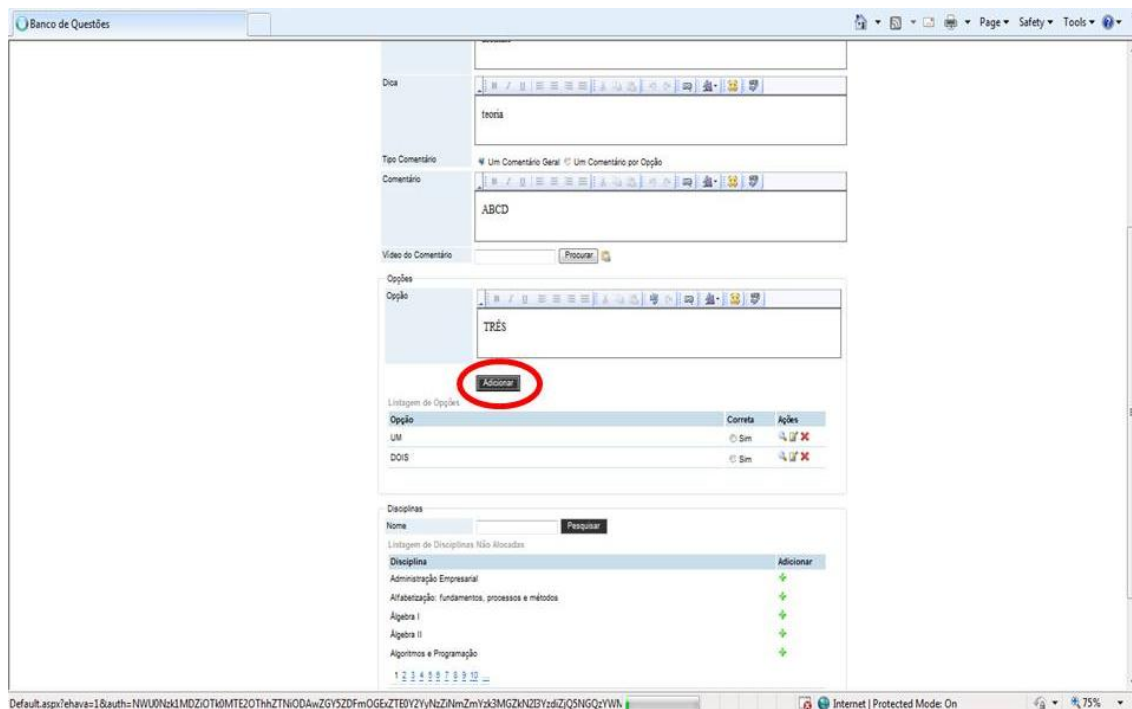 Banco de Questões
Page Safety Tools
Dica
teoria
Tipo Comentário
Um Comentário Geral Um Comentário por Opção
Comentário
ABCD
Vídeo do Comentário Procurar
Opções
Opção
TRÊS
Adicionar
Listagem de Opções
Opção Correta Ações
UM Sim
DOIS Sim
Disciplinas
Nome Pesquisar
Listagem de Disciplinas Não Alocadas
Disciplina Adicionar
Administração Empresarial
Alfabetização: fundamentos, processos e métodos
Álgebra I
Álgebra II
Algoritmos e Programação
1 2 3 4 5 6 7 8 9 10 ...
Internet | Protected Mode: On 75%